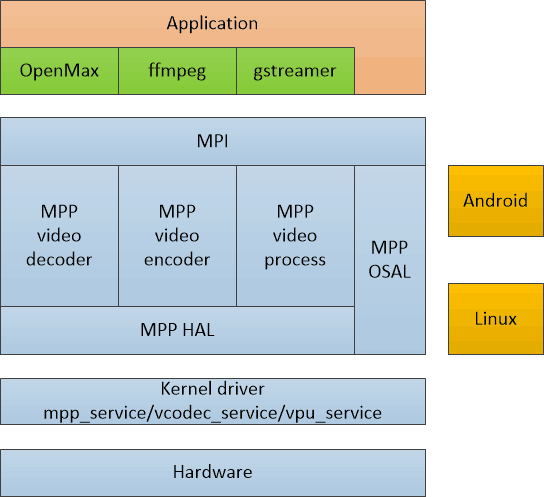 Application
OpenMax
ffmpeg
gstreamer
MPI
MPP
video
decoder
MPP
video
encoder
MPP
video
process
MPP
OSAL
MPP HAL
Android
Linux
Kernel driver
mpp_service/vcodec_service/vpu_service
Hardware